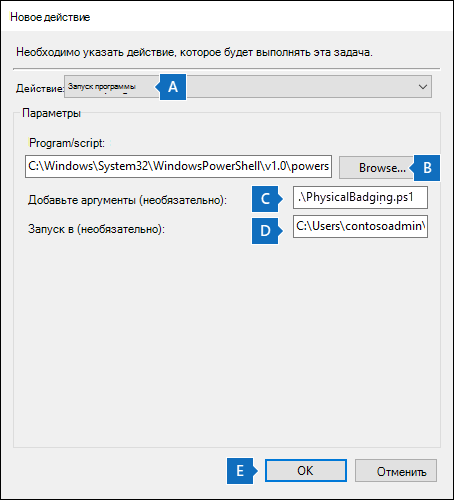 Новое действие
Необходимо указать действие, которое будет выполнять эта задача.
Действие: Запуск программы A
Параметры
Program/script:
C:\Windows\System32\WindowsPowerShell\v1.0\powers Browse... B
Добавьте аргументы (необязательно): C .\PhysicalBadging.ps1
Запуск в (необязательно): D C:\Users\contosoadmin\
E OK Отменить